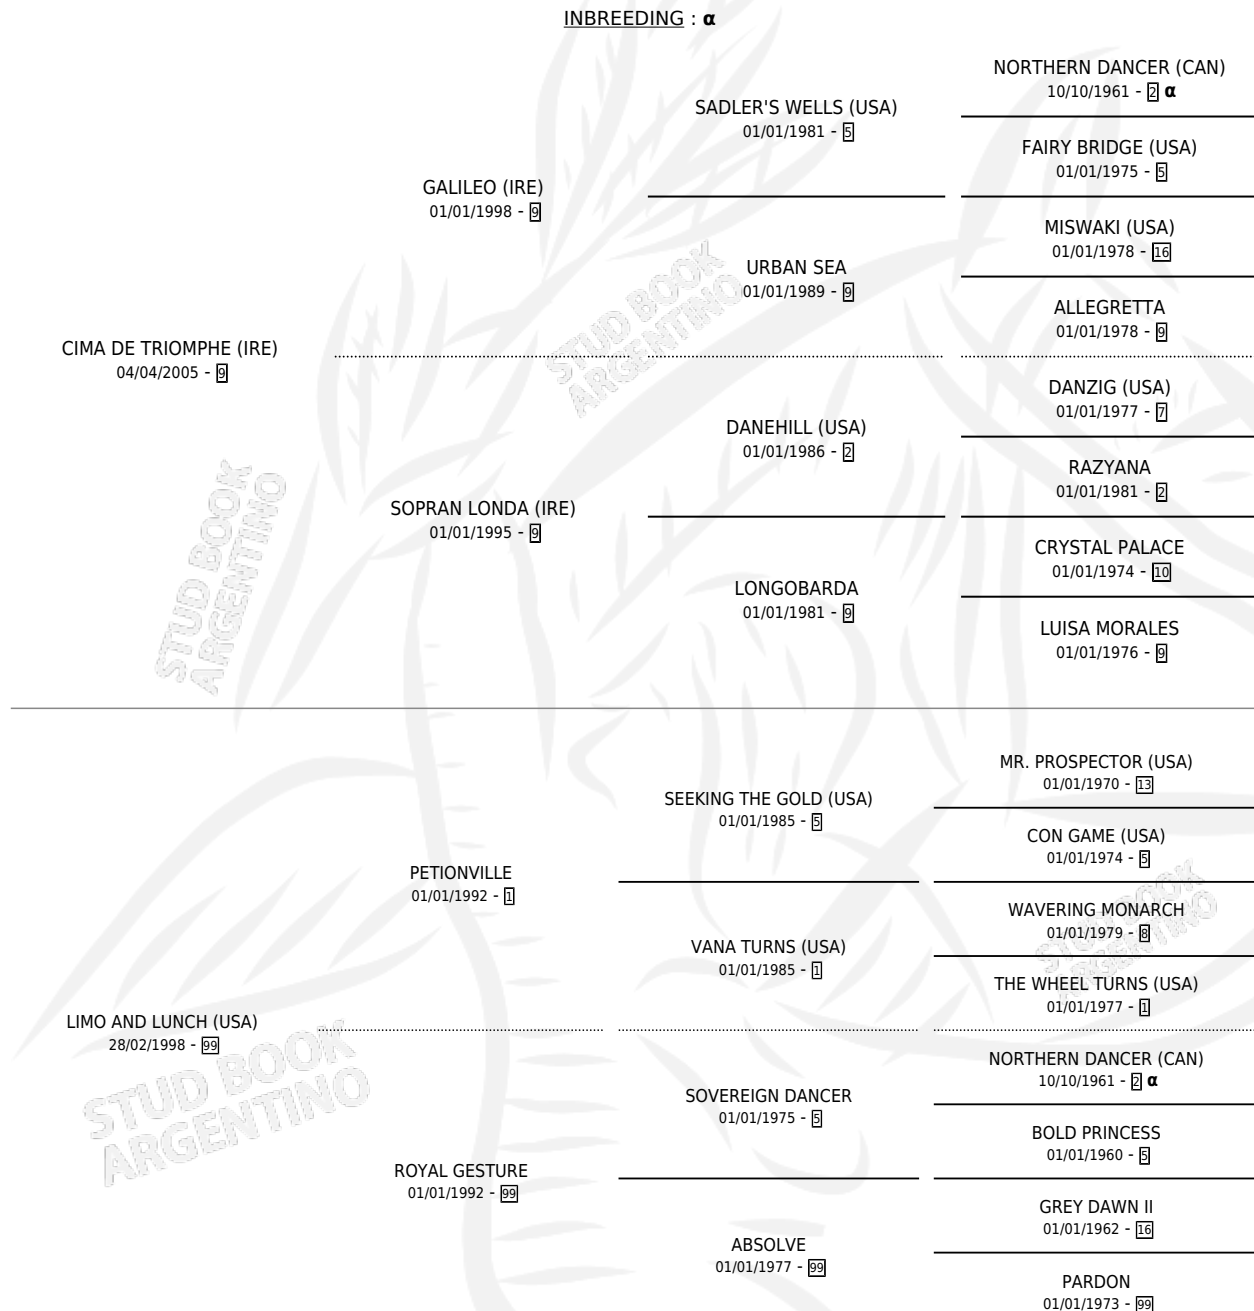 INBREEDING : α
NORTHERN DANCER (CAN)
10/10/1961 - 2 α
SADLER'S WELLS (USA)
01/01/1981 - 5
FAIRY BRIDGE (USA)
01/01/1975 - 5
GALILEO (IRE)
01/01/1998 - 9
MISWAKI (USA)
01/01/1978 - 16
URBAN SEA
01/01/1989 - 9
ALLEGRETTA
01/01/1978 - 9
CIMA DE TRIOMPHE (IRE)
04/04/2005 - 9
DANZIG (USA)
01/01/1977 - 7
DANEHILL (USA)
01/01/1986 - 2
RAZYANA
01/01/1981 - 2
SOPRAN LONDA (IRE)
01/01/1995 - 9
CRYSTAL PALACE
01/01/1974 - 10
LONGOBARDA
01/01/1981 - 9
LUISA MORALES
01/01/1976 - 9
MR. PROSPECTOR (USA)
01/01/1970 - 13
SEEKING THE GOLD (USA)
01/01/1985 - 5
CON GAME (USA)
01/01/1974 - 5
PETIONVILLE
01/01/1992 - 1
WAVERING MONARCH
01/01/1979 - 8
VANA TURNS (USA)
01/01/1985 - 1
THE WHEEL TURNS (USA)
01/01/1977 - 1
LIMO AND LUNCH (USA)
28/02/1998 - 99
NORTHERN DANCER (CAN)
10/10/1961 - 2 α
SOVEREIGN DANCER
01/01/1975 - 5
BOLD PRINCESS
01/01/1960 - 5
ROYAL GESTURE
01/01/1992 - 99
GREY DAWN II
01/01/1962 - 16
ABSOLVE
01/01/1977 - 99
PARDON
01/01/1973 - 99
STUD BOOK
ARGENTINO
STUD BOOK
ARGENTINO
STUD BOOK
ARGENTINO
STUD BOOK
ARGENTINO